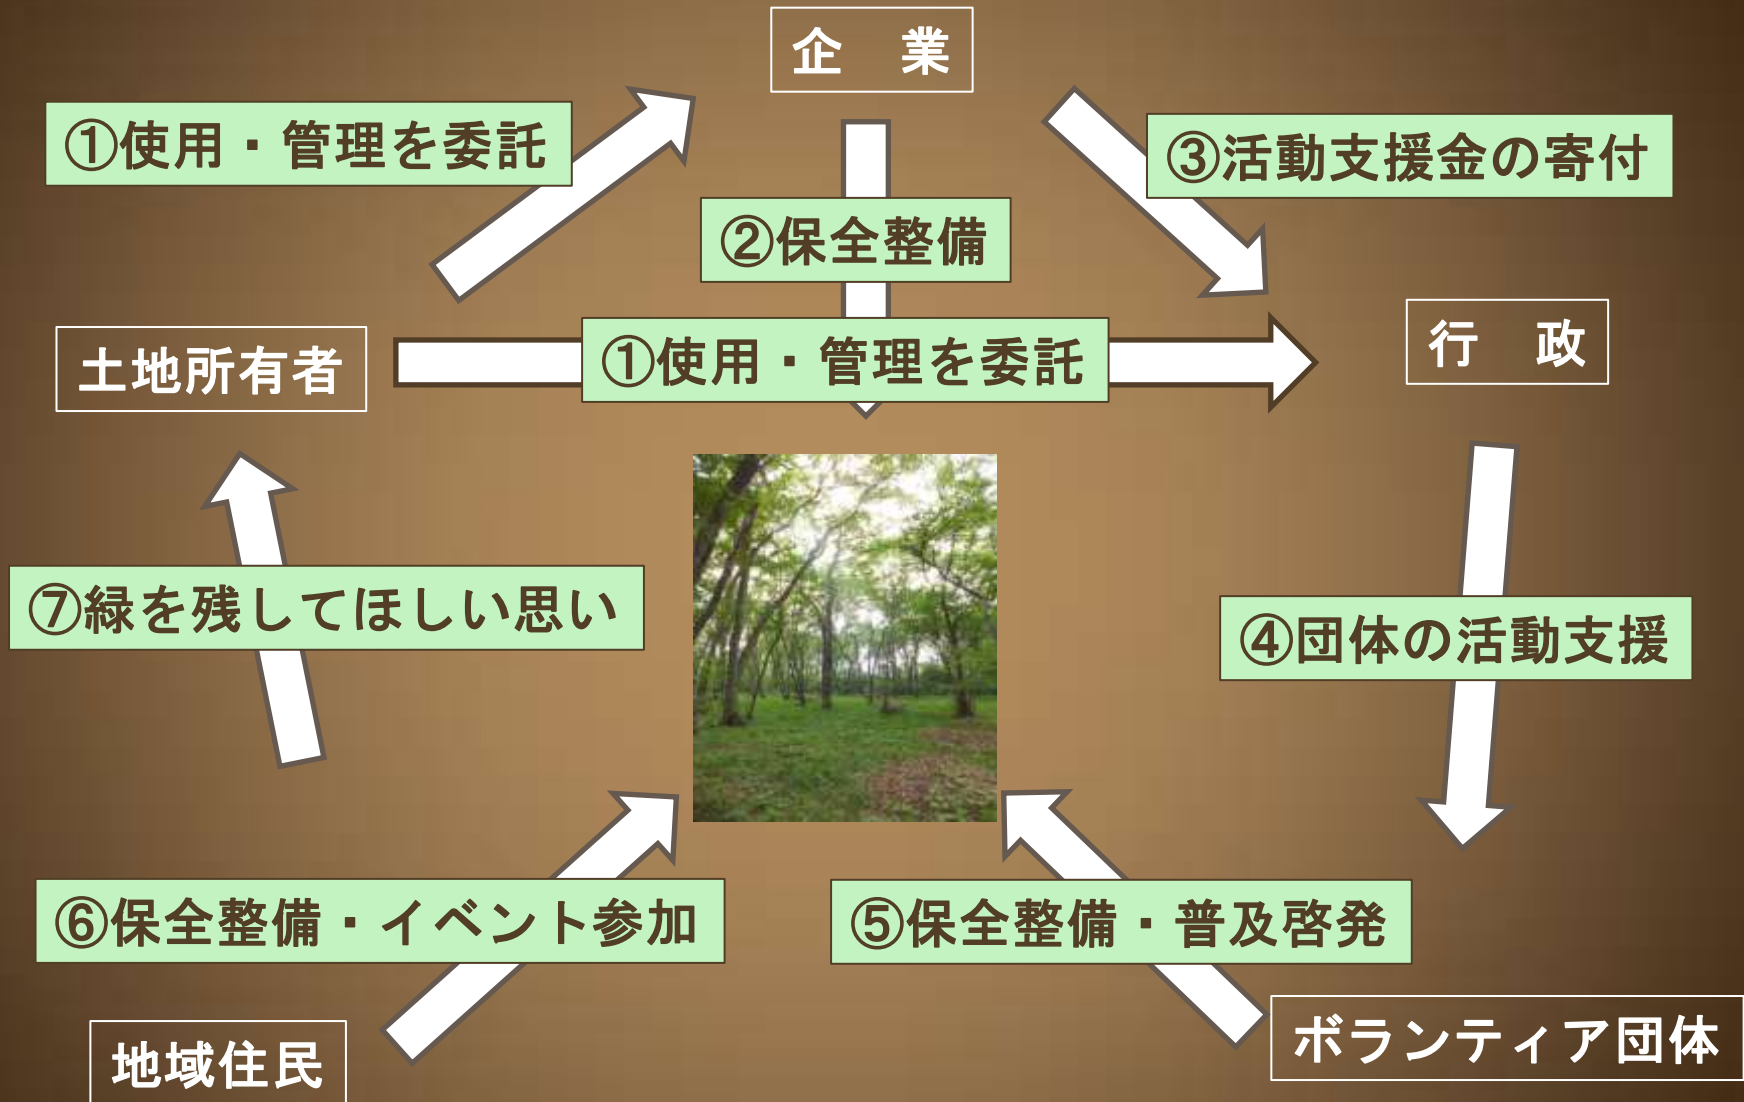 企　業
①使用・管理を委託
③活動支援金の寄付
②保全整備
土地所有者
①使用・管理を委託
行　政
⑦緑を残してほしい思い
④団体の活動支援
⑥保全整備・イベント参加
⑤保全整備・普及啓発
地域住民
ボランティア団体